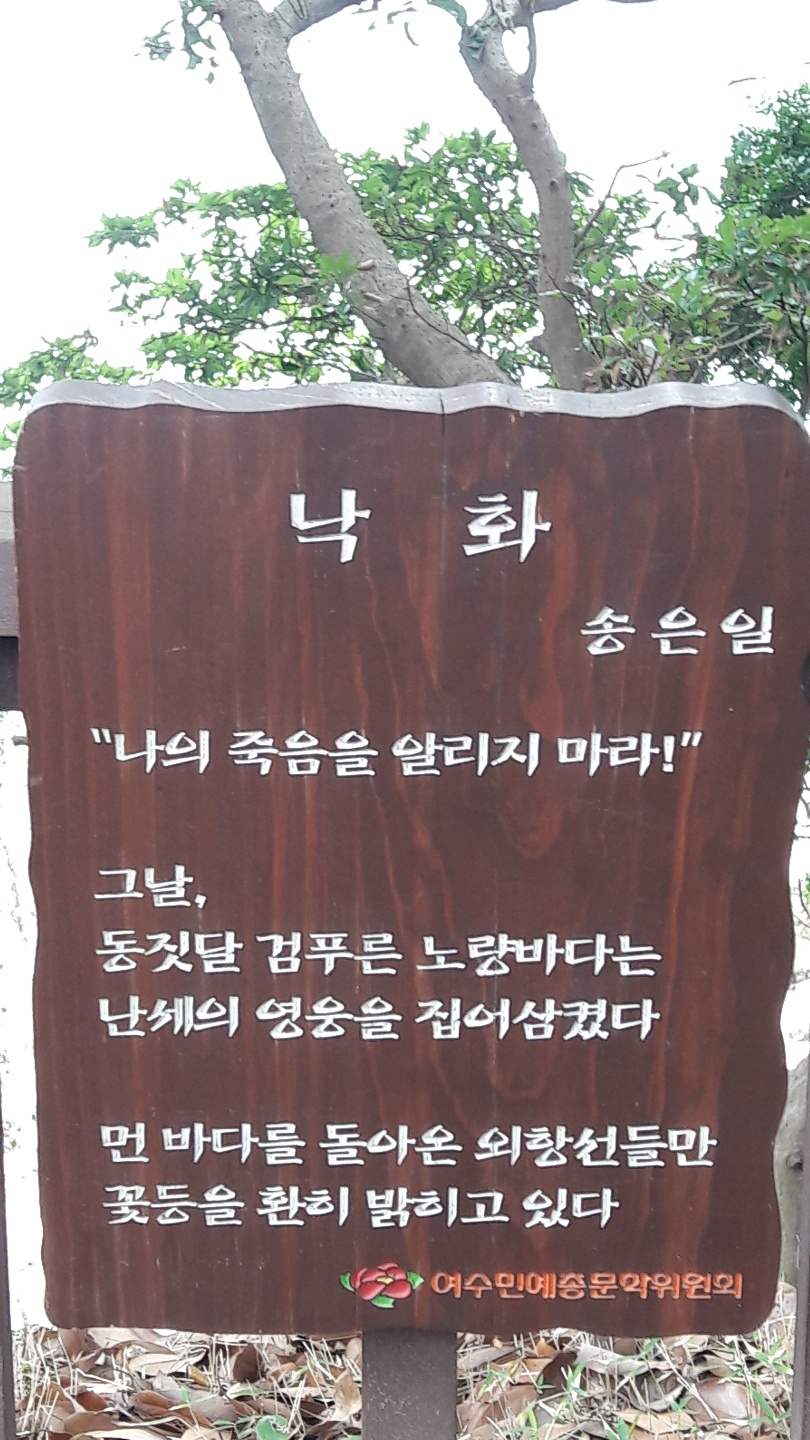 낙 화
송은일
“나의 죽음을 알리지 마라!”
그날,
동짓달 검푸른 노량바다는
난세의 영웅을 집어삼켰다
먼 바다를 돌아온 외항선들만
꽃등을 환히 밝히고 있다
여수민예총문학위원회